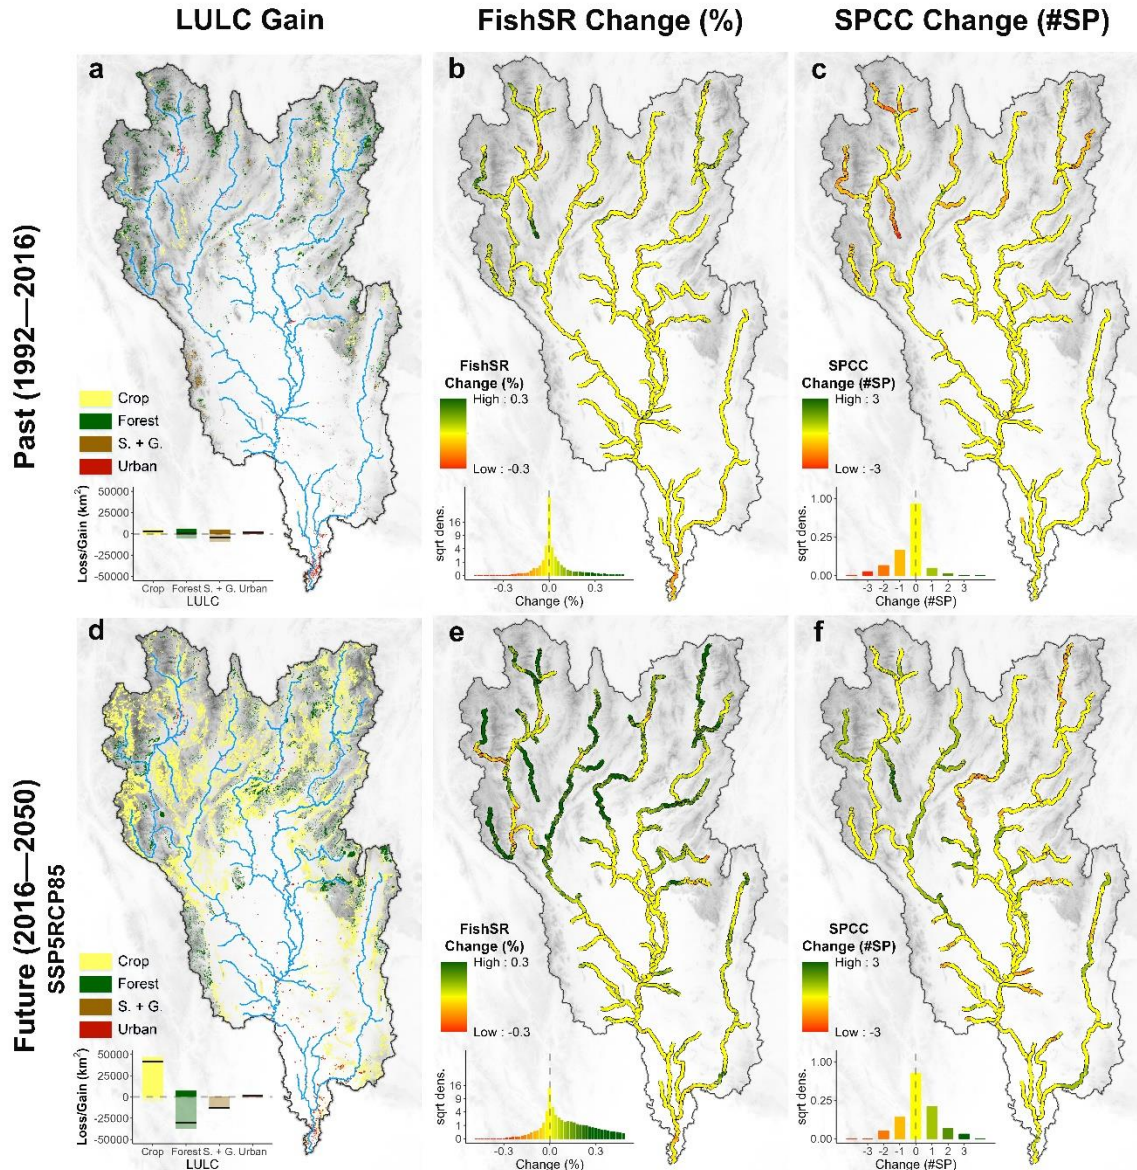 LULC Gain
FishSR Change (%)
SPCC Change (#SP)
Past (1992—2016)
a
Crop
Forest
S. + G.
Urban
Loss/Gain (km²)
50000
25000
0
-25000
-50000
Crop Forest S. + G. Urban
LULC
b
FishSR
Change (%)
High : 0.3
Low : -0.3
sqrt dens.
16
9
4
1
0
-0.3 0.0 0.3
Change (%)
c
SPCC
Change (#SP)
High : 3
Low : -3
sqrt dens.
1.00
0.25
0.00
-3 -2 -1 0 1 2 3
Change (#SP)
Future (2016—2050)
SSP5RCP85
d
Crop
Forest
S. + G.
Urban
Loss/Gain (km²)
50000
25000
0
-25000
-50000
Crop Forest S. + G. Urban
LULC
e
FishSR
Change (%)
High : 0.3
Low : -0.3
sqrt dens.
16
9
4
1
0
-0.3 0.0 0.3
Change (%)
f
SPCC
Change (#SP)
High : 3
Low : -3
sqrt dens.
1.00
0.25
0.00
-3 -2 -1 0 1 2 3
Change (#SP)